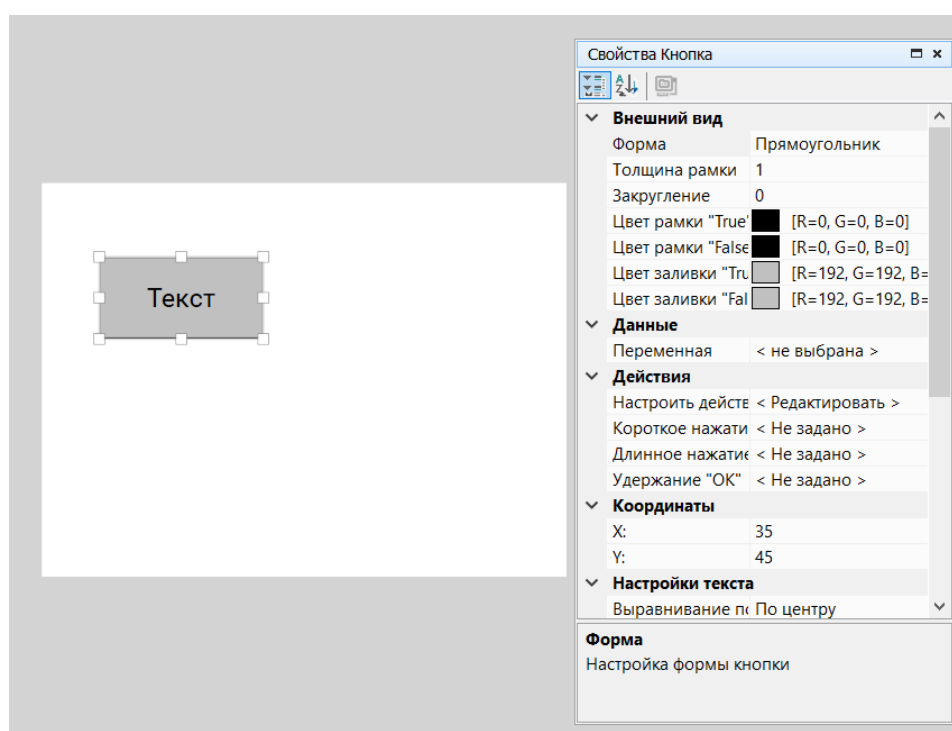 Свойства Кнопка
Внешний вид
Форма Прямоугольник
Толщина рамки 1
Закругление 0
Цвет рамки "True" [R=0, G=0, B=0]
Цвет рамки "False [R=0, G=0, B=0]
Цвет заливки "Tru [R=192, G=192, B=
Цвет заливки "Fal [R=192, G=192, B=
Данные
Переменная < не выбрана >
Действия
Настроить действ < Редактировать >
Короткое нажати < Не задано >
Длинное нажатие < Не задано >
Удержание "ОК" < Не задано >
Координаты
X: 35
Y: 45
Настройки текста
Выравнивание по По центру
Форма
Настройка формы кнопки
Текст